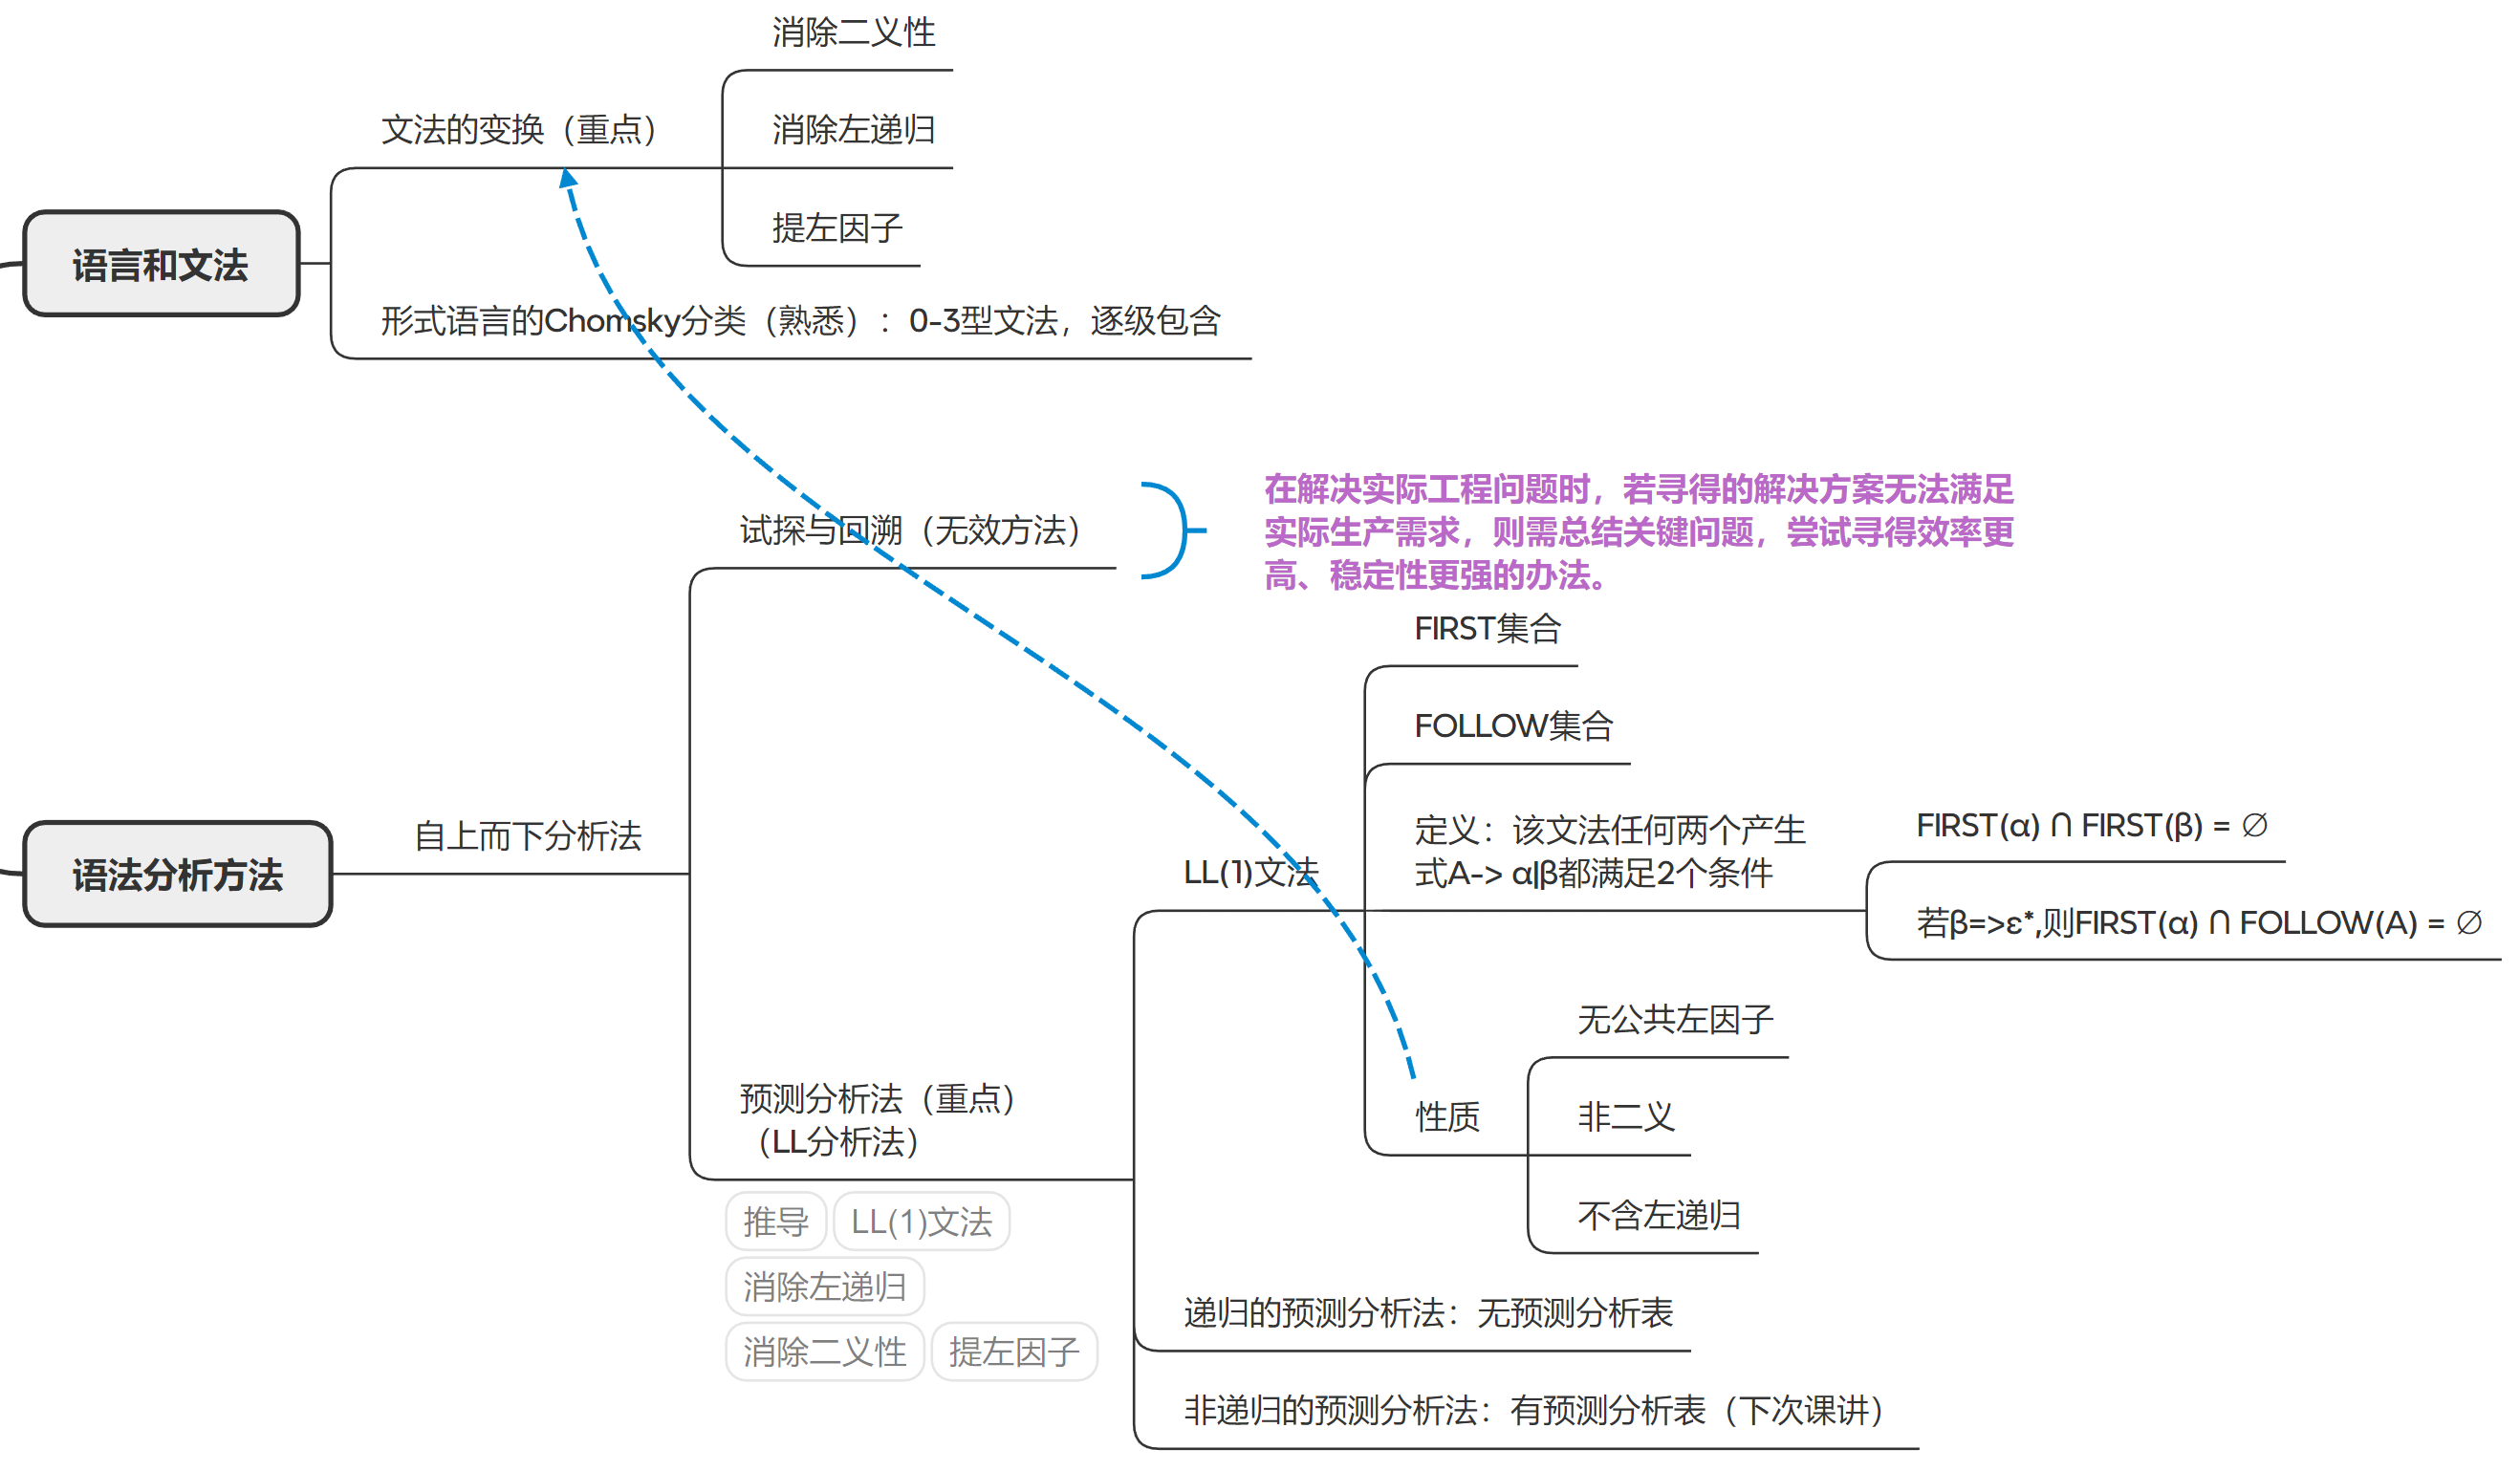 消除二义性
文法的变换（重点）
消除左递归
提左因子
语言和文法
形式语言的Chomsky分类（熟悉）：0-3型文法，逐级包含
试探与回溯（无效方法）
在解决实际工程问题时，若寻得的解决方案无法满足
实际生产需求，则需总结关键问题，尝试寻得效率更
高、稳定性更强的办法。
语法分析方法
自上而下分析法
预测分析法（重点）
（LL分析法）
推导
LL(1)文法
消除左递归
消除二义性
提左因子
LL(1)文法
FIRST集合
FOLLOW集合
定义：该文法任何两个产生
式A-> α|β都满足2个条件
FIRST(α) ∩ FIRST(β) = ∅
若β=>ε*,则FIRST(α) ∩ FOLLOW(A) = ∅
性质
无公共左因子
非二义
不含左递归
递归的预测分析法：无预测分析表
非递归的预测分析法：有预测分析表（下次课讲）